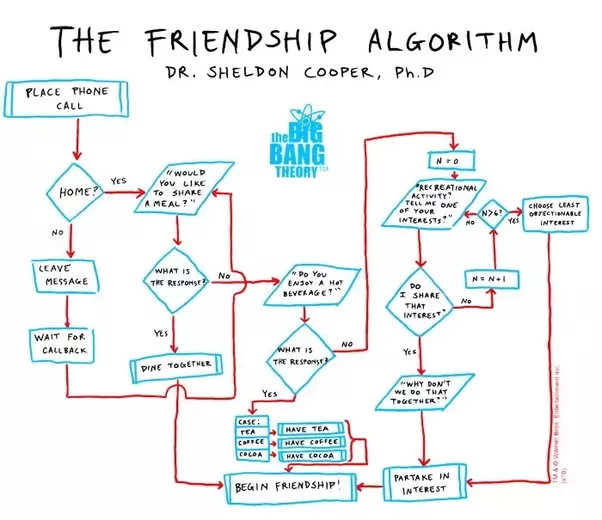 THE FRIENDSHIP ALGORITHM
DR. SHELDON COOPER, Ph.D
PLACE PHONE
CALL
the BIG
BANG
THEORY™
HOME?
YES
NO
"WOULD
YOU LIKE
TO SHARE
A MEAL?"
LEAVE
MESSAGE
WAIT FOR
CALLBACK
WHAT IS
THE RESPONSE?
NO
YES
DINE TOGETHER
"DO YOU
ENJOY A HOT
BEVERAGE?"
WHAT IS
THE RESPONSE?
NO
YES
CASE:
TEA
HAVE TEA
COFFEE
HAVE COFFEE
COCOA
HAVE COCOA
N=0
"RECREATIONAL
ACTIVITY?
TELL ME ONE
OF YOUR
INTERESTS?"
NO
N>6?
YES
CHOOSE LEAST
OBJECTIONABLE
INTEREST
N=N+1
DO
I SHARE
THAT
INTEREST?
NO
YES
"WHY DON'T
WE DO THAT
TOGETHER?"
PARTAKE IN
INTEREST
BEGIN FRIENDSHIP!
TM & © Warner Bros. Entertainment Inc.
(s10)